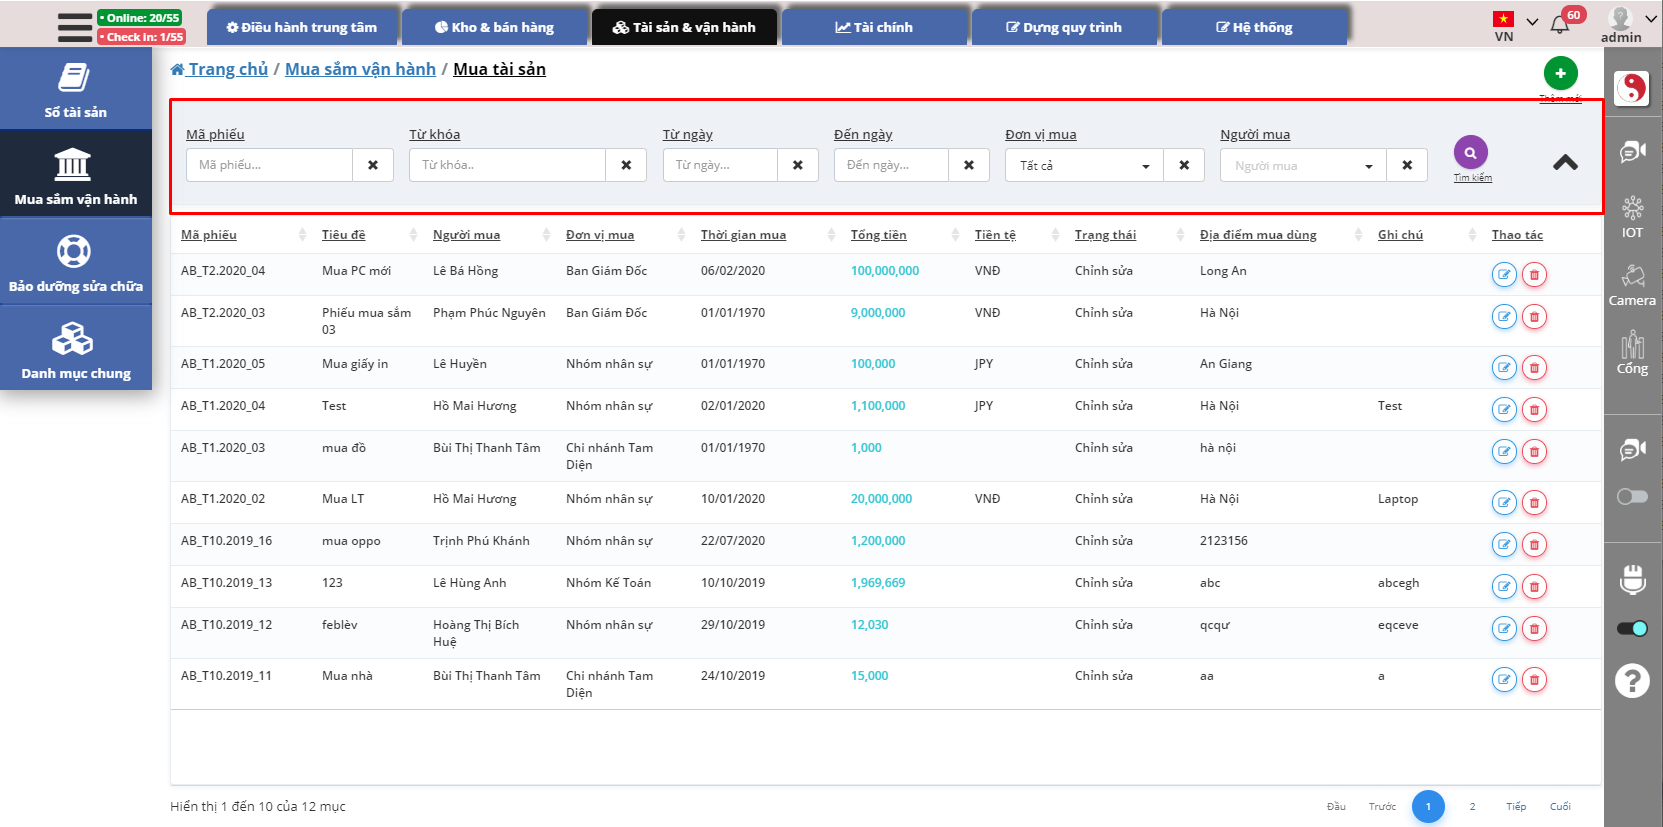 • Online: 20/55
• Check in: 1/55
Điều hành trung tâm
Kho & bán hàng
Tài sản & vận hành
Tài chính
Dựng quy trình
Hệ thống
VN
60
admin
Sổ tài sản
Mua sắm vận hành
Bảo dưỡng sửa chữa
Danh mục chung
Trang chủ / Mua sắm vận hành / Mua tài sản
Thêm mới
Mã phiếu Từ khóa Từ ngày Đến ngày Đơn vị mua Người mua
Mã phiếu... Từ khóa.. Từ ngày... Đến ngày... Tất cả Người mua
Tìm kiếm
Mã phiếu Tiêu đề Người mua Đơn vị mua Thời gian mua Tổng tiền Tiền tệ Trạng thái Địa điểm mua dùng Ghi chú Thao tác
AB_T2.2020_04 Mua PC mới Lê Bá Hồng Ban Giám Đốc 06/02/2020 100,000,000 VNĐ Chỉnh sửa Long An
AB_T2.2020_03 Phiếu mua sắm Phạm Phúc Nguyên Ban Giám Đốc 01/01/1970 9,000,000 VNĐ Chỉnh sửa Hà Nội
03
AB_T1.2020_05 Mua giấy in Lê Huyền Nhóm nhân sự 01/01/1970 100,000 JPY Chỉnh sửa An Giang
AB_T1.2020_04 Test Hồ Mai Hương Nhóm nhân sự 02/01/2020 1,100,000 JPY Chỉnh sửa Hà Nội Test
AB_T1.2020_03 mua đồ Bùi Thị Thanh Tâm Chi nhánh Tam 01/01/1970 1,000 Chỉnh sửa hà nội
Diện
AB_T1.2020_02 Mua LT Hồ Mai Hương Nhóm nhân sự 10/01/2020 20,000,000 VNĐ Chỉnh sửa Hà Nội Laptop
AB_T10.2019_16 mua oppo Trịnh Phú Khánh Nhóm nhân sự 22/07/2020 1,200,000 Chỉnh sửa 2123156
AB_T10.2019_13 123 Lê Hùng Anh Nhóm Kế Toán 10/10/2019 1,969,669 Chỉnh sửa abc abcegh
AB_T10.2019_12 feblèv Hoàng Thị Bích Nhóm nhân sự 29/10/2019 12,030 Chỉnh sửa qcqư eqceve
Huệ
AB_T10.2019_11 Mua nhà Bùi Thị Thanh Tâm Chi nhánh Tam 24/10/2019 15,000 Chỉnh sửa aa a
Diện
Hiển thị 1 đến 10 của 12 mục
Đầu Trước 1 2 Tiếp Cuối
IOT
Camera
Cổng